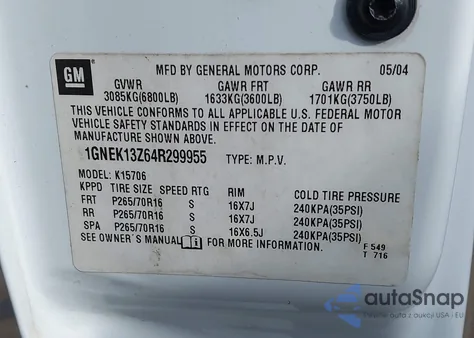 GM
MFD BY GENERAL MOTORS CORP.
05/04
GVWR GAWR FRT GAWR RR
3085KG(6800LB) 1633KG(3600LB) 1701KG(3750LB)
THIS VEHICLE CONFORMS TO ALL APPLICABLE U.S. FEDERAL MOTOR
VEHICLE SAFETY STANDARDS IN EFFECT ON THE DATE OF
MANUFACTURE SHOWN ABOVE.
1GNEK13Z64R299955 TYPE: M.P.V.
MODEL: K15706
KPPD TIRE SIZE SPEED RTG RIM COLD TIRE PRESSURE
FRT P265/70R16 S 16X7J 240KPA(35PSI)
RR P265/70R16 S 16X7J 240KPA(35PSI)
SPA P265/70R16 S 16X6.5J 240KPA(35PSI)
SEE OWNER'S MANUAL FOR MORE INFORMATION.
F 549
T 716
autoSnap
aukcji z USA i EU